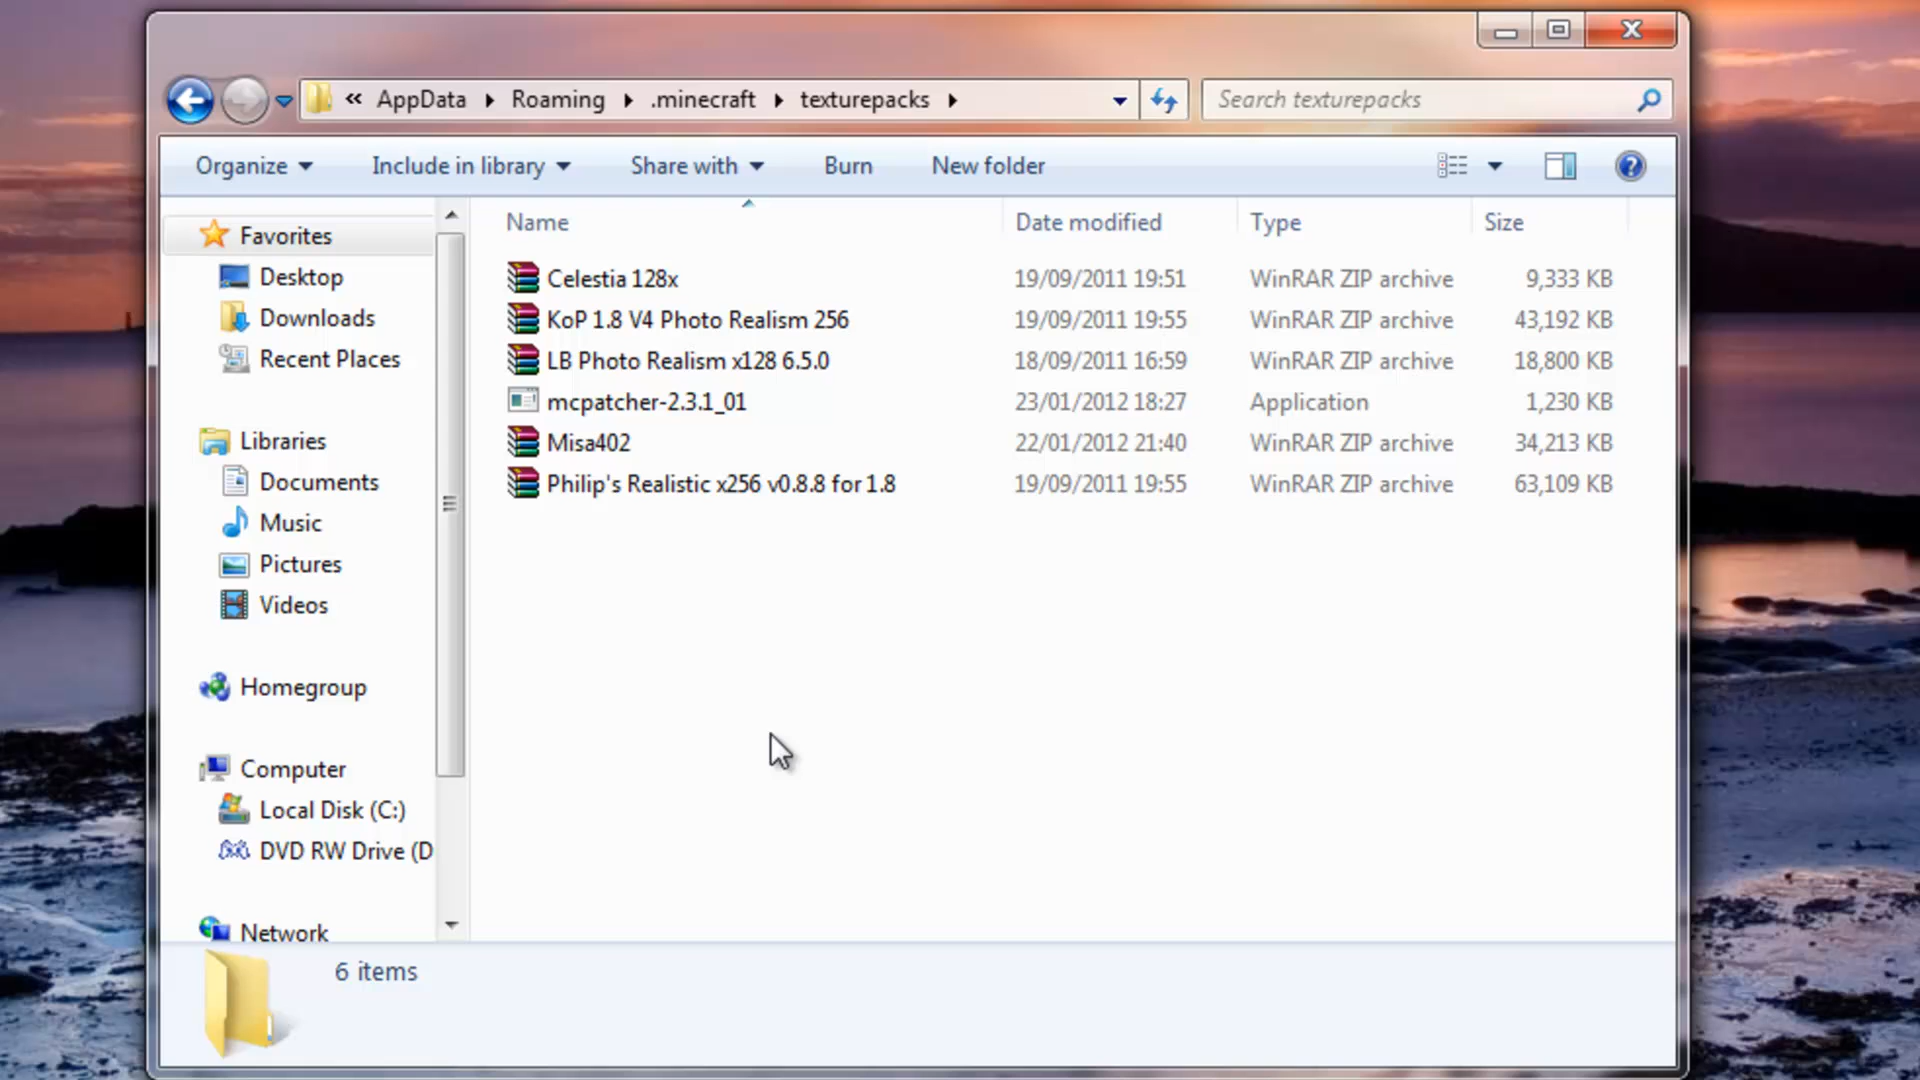 « AppData ▸ Roaming ▸ .minecraft ▸ texturepacks ▸ Search texturepacks
Organize Include in library Share with Burn New folder
Name Date modified Type Size
Favorites
Desktop
Downloads
Recent Places
Libraries
Documents
Music
Pictures
Videos
Homegroup
Computer
Local Disk (C:)
DVD RW Drive (D
Network
Celestia 128x 19/09/2011 19:51 WinRAR ZIP archive 9,333 KB
KoP 1.8 V4 Photo Realism 256 19/09/2011 19:55 WinRAR ZIP archive 43,192 KB
LB Photo Realism x128 6.5.0 18/09/2011 16:59 WinRAR ZIP archive 18,800 KB
mcpatcher-2.3.1_01 23/01/2012 18:27 Application 1,230 KB
Misa402 22/01/2012 21:40 WinRAR ZIP archive 34,213 KB
Philip's Realistic x256 v0.8.8 for 1.8 19/09/2011 19:55 WinRAR ZIP archive 63,109 KB
6 items